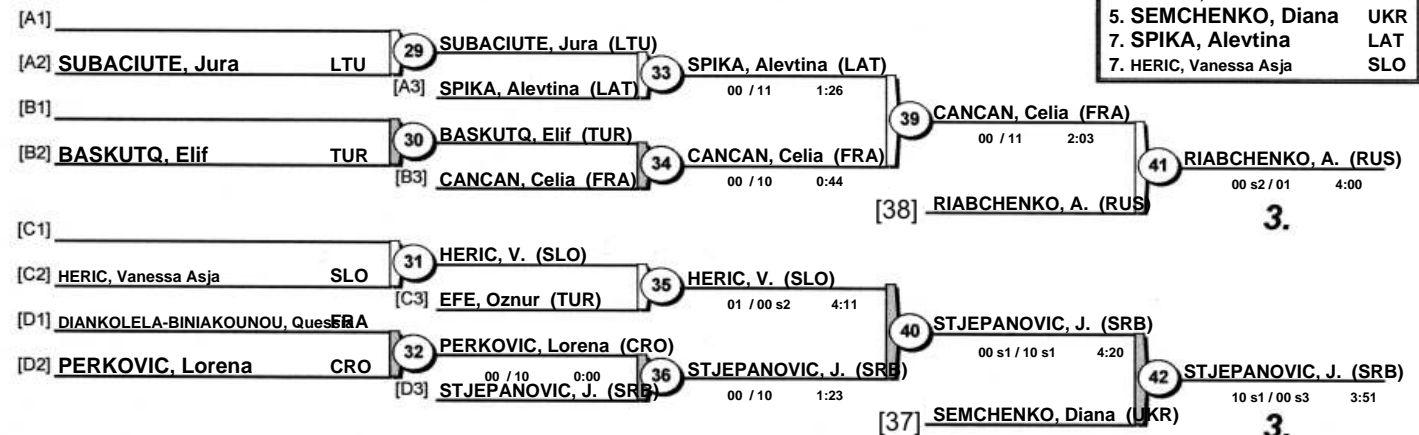 5. SEMCHENKO, Diana UKR
7. SPIKA, Alevtina LAT
7. HERIC, Vanessa Asja SLO
[A1]
[A2] SUBACIUTE, Jura LTU
29
SUBACIUTE, Jura (LTU)
[A3] SPIKA, Alevtina (LAT)
33
SPIKA, Alevtina (LAT)
00 / 11 1:26
[B1]
[B2] BASKUTQ, Elif TUR
30
BASKUTQ, Elif (TUR)
[B3] CANCAN, Celia (FRA)
34
CANCAN, Celia (FRA)
00 / 10 0:44
39
CANCAN, Celia (FRA)
00 / 11 2:03
[38] RIABCHENKO, A. (RUS)
41
RIABCHENKO, A. (RUS)
00 s2 / 01 4:00
3.
[C1]
[C2] HERIC, Vanessa Asja SLO
31
HERIC, V. (SLO)
[C3] EFE, Oznur (TUR)
35
HERIC, V. (SLO)
01 / 00 s2 4:11
[D1] DIANKOLELA-BINIAKOUNOU, Quessia FRA
[D2] PERKOVIC, Lorena CRO
32
PERKOVIC, Lorena (CRO)
00 / 10 0:00
[D3] STJEPANOVIC, J. (SRB)
36
STJEPANOVIC, J. (SRB)
00 / 10 1:23
40
STJEPANOVIC, J. (SRB)
00 s1 / 10 s1 4:20
[37] SEMCHENKO, Diana (UKR)
42
STJEPANOVIC, J. (SRB)
10 s1 / 00 s3 3:51
3.